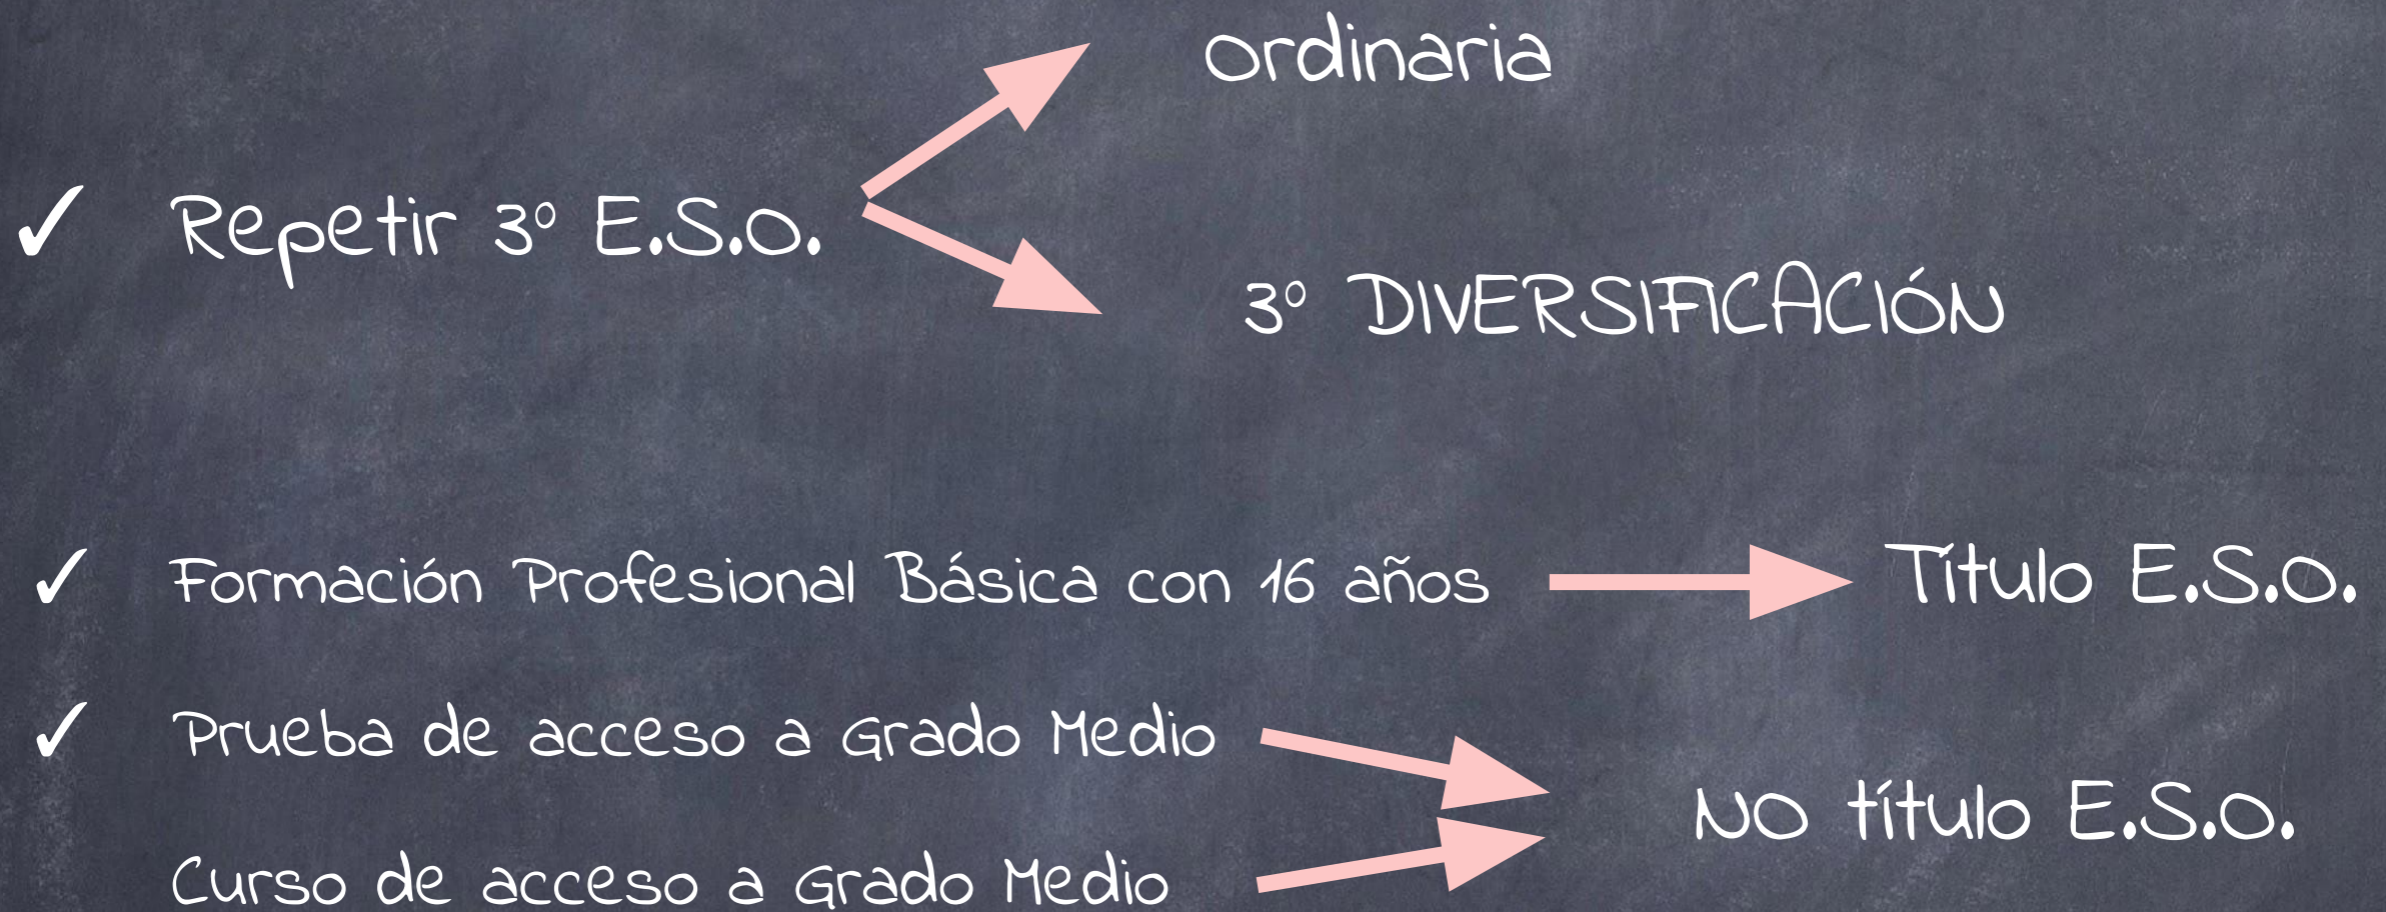 ordinaria
✓ Repetir 3º E.S.O.
3º DIVERSIFICACIÓN
✓ Formación Profesional Básica con 16 años
Título E.S.O.
✓ Prueba de acceso a Grado Medio
NO título E.S.O.
Curso de acceso a Grado Medio